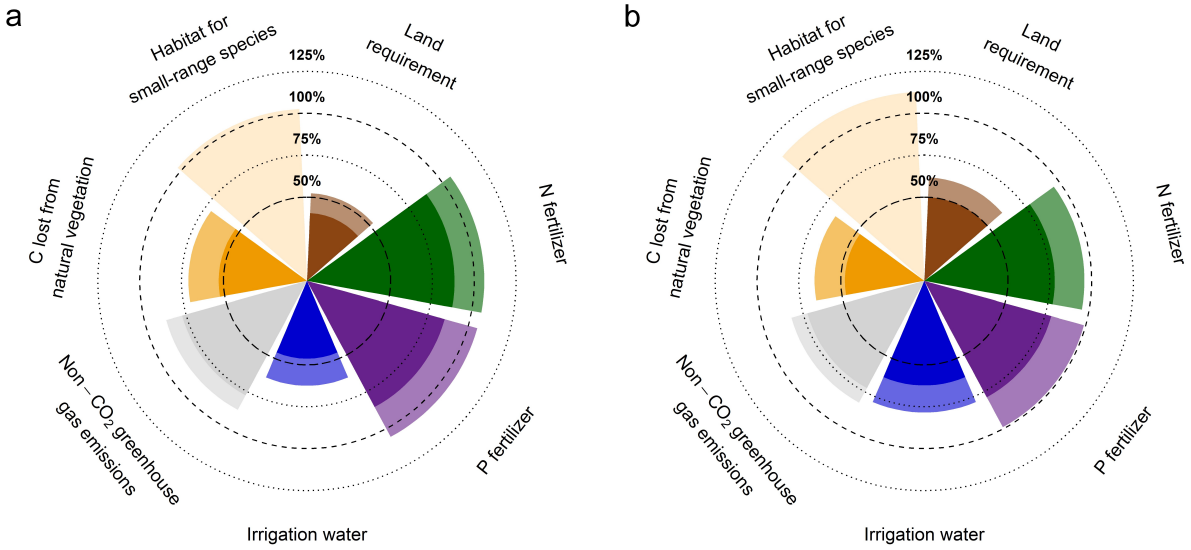 a
Habitat for
small-range species
Land
requirement
125%
100%
75%
50%
N fertilizer
P fertilizer
Irrigation water
Non – CO₂ greenhouse
gas emissions
C lost from
natural vegetation
b
Habitat for
small-range species
Land
requirement
125%
100%
75%
50%
N fertilizer
P fertilizer
Irrigation water
Non – CO₂ greenhouse
gas emissions
C lost from
natural vegetation